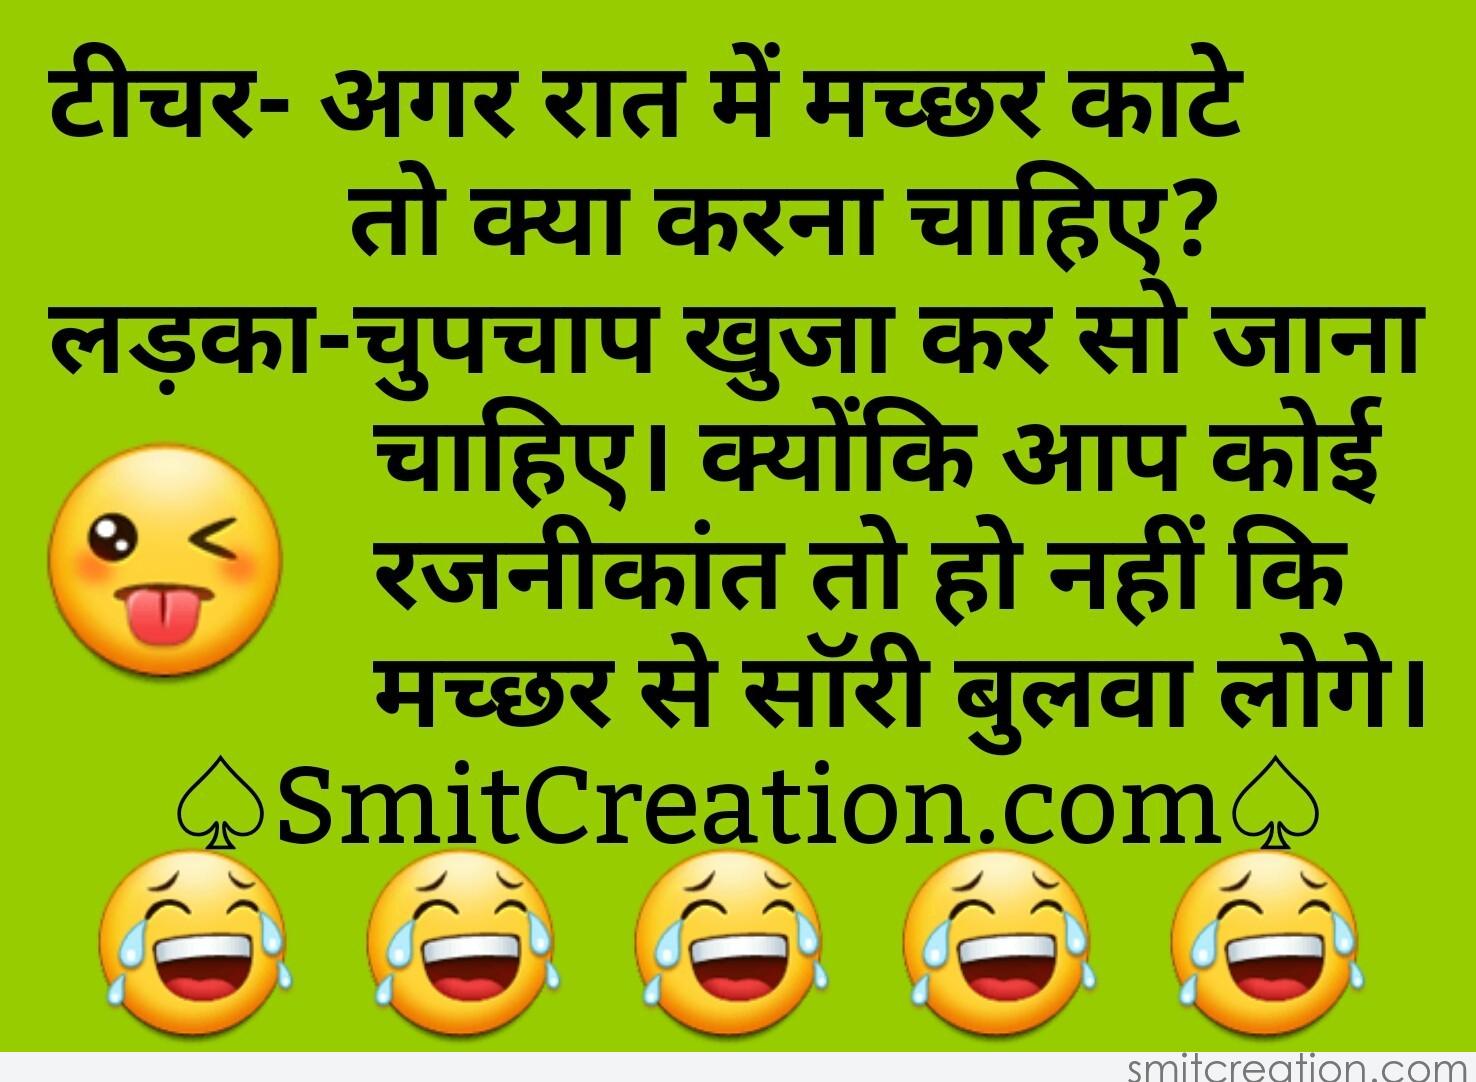 टीचर- अगर रात में मच्छर काटे
तो क्या करना चाहिए?
लड़का-चुपचाप खुजा कर सो जाना
चाहिए। क्योंकि आप कोई
रजनीकांत तो हो नहीं कि
मच्छर से सॉरी बुलवा लोगे।
♤SmitCreation.com♤
smitcreation.com